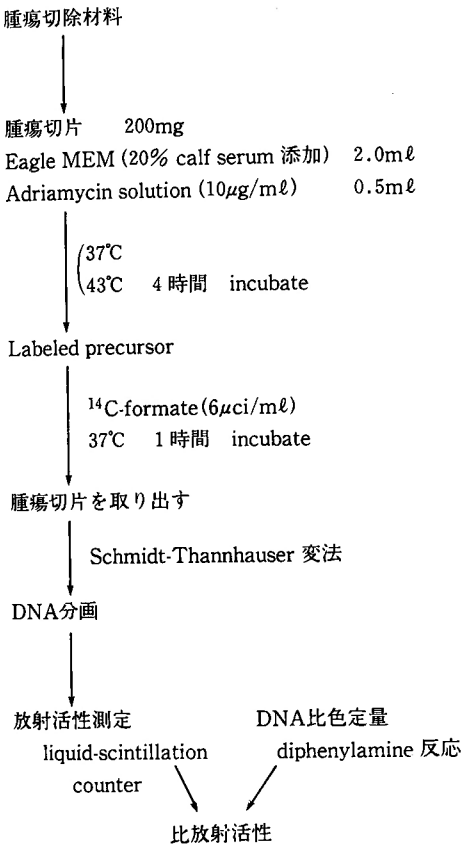 腫瘍切除材料
腫瘍切片 200mg
Eagle MEM (20% calf serum 添加) 2.0mℓ
Adriamycin solution (10μg/mℓ) 0.5mℓ
37℃
43℃ 4時間 incubate
Labeled precursor
¹⁴C-formate (6μci/mℓ)
37℃ 1時間 incubate
腫瘍切片を取り出す
Schmidt-Thannhauser 変法
DNA分画
放射活性測定 DNA比色定量
liquid-scintillation diphenylamine 反応
counter
比放射活性